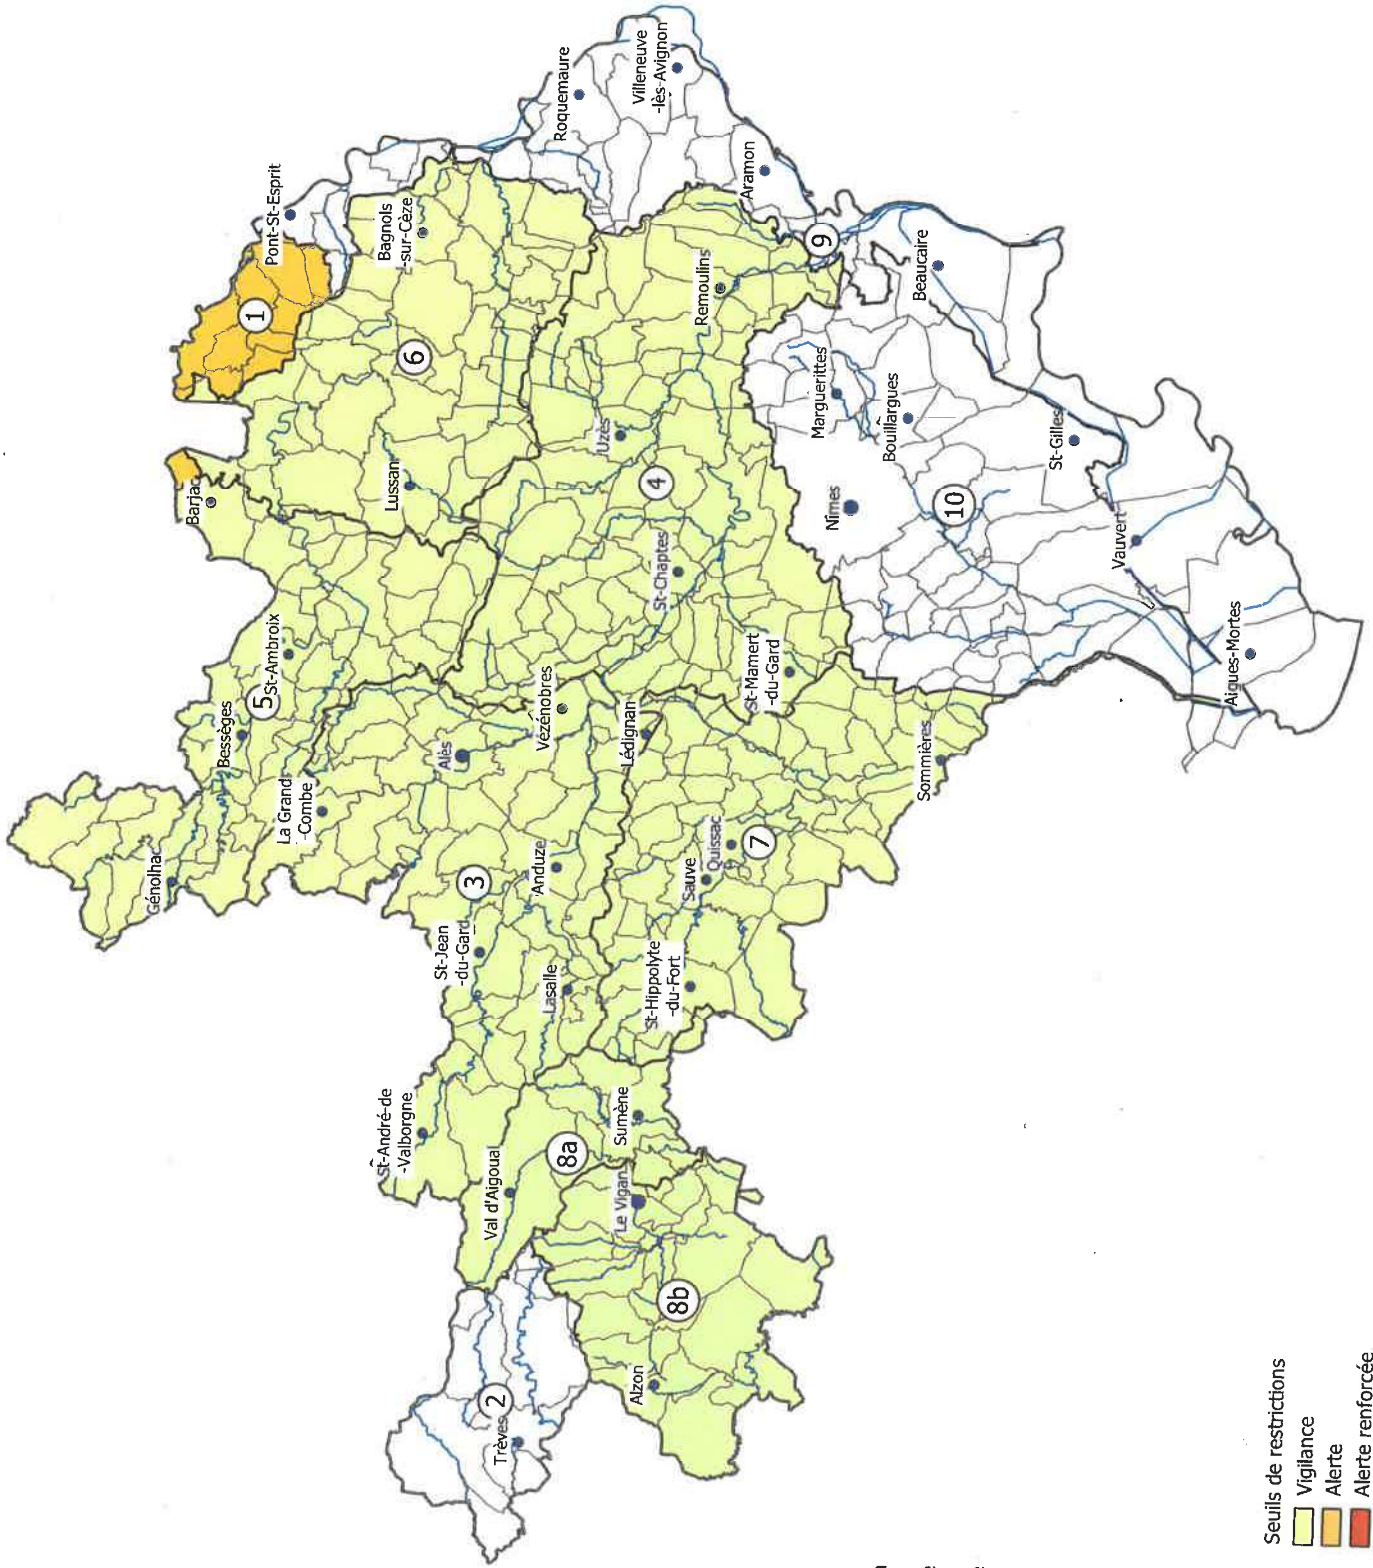 Génolhac
Bessèges
5
St-Ambroix
Barjac
1
Pont-St-Esprit
La Grand
-Combe
Lussan
6
Bagnols
-sur-Cèze
St-André-de
-Valborgne
St-Jean
-du-Gard
3
Alès
Roquemaure
Trèves
2
Val d'Aigoual
8a
Lasalle
Anduze
Vézénobres
Uzès
4
St-Chaptes
Villeneuve
-lès-Avignon
Alzon
8b
Le Vigan
Sumène
St-Hippolyte
-du-Fort
Sauve
Quissac
7
Lédignan
St-Mamert
-du-Gard
Remoulins
Aramon
9
Nîmes
Marguerittes
Bouillargues
Beaucaire
Sommières
10
St-Gilles
Vauvert
Aigues-Mortes
Seuils de restrictions
Vigilance
Alerte
Alerte renforcée